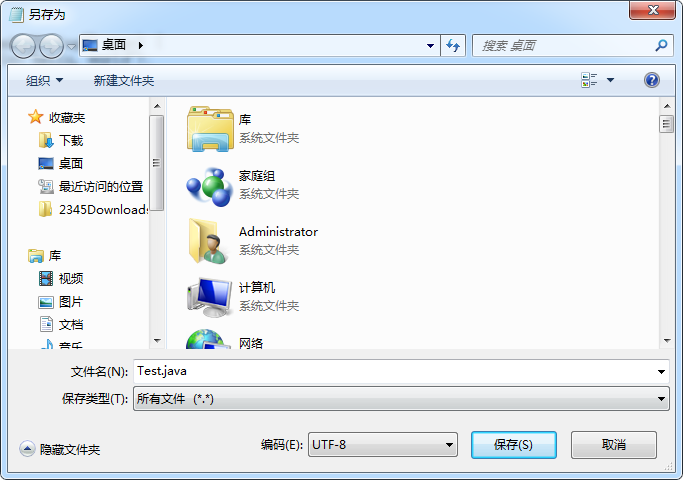 另存为
桌面
搜索 桌面
组织 新建文件夹
收藏夹
下载
桌面
最近访问的位置
2345Downloads
库
视频
图片
文档
音乐
库
系统文件夹
家庭组
系统文件夹
Administrator
系统文件夹
计算机
系统文件夹
网络
文件名(N): Test.java
保存类型(T): 所有文件 (*.*)
隐藏文件夹 编码(E): UTF-8 保存(S) 取消